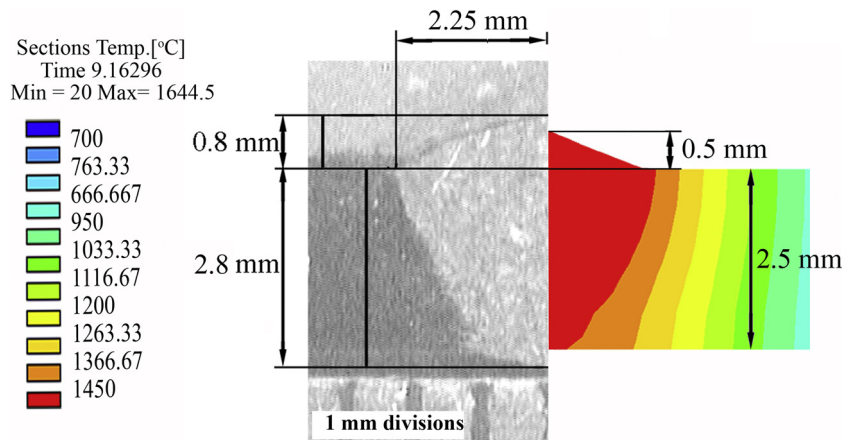 2.25 mm
Sections Temp.[°C]
Time 9.16296
Min = 20 Max= 1644.5
700
763.33
666.667
950
1033.33
1116.67
1200
1263.33
1366.67
1450
0.8 mm
2.8 mm
0.5 mm
2.5 mm
1 mm divisions